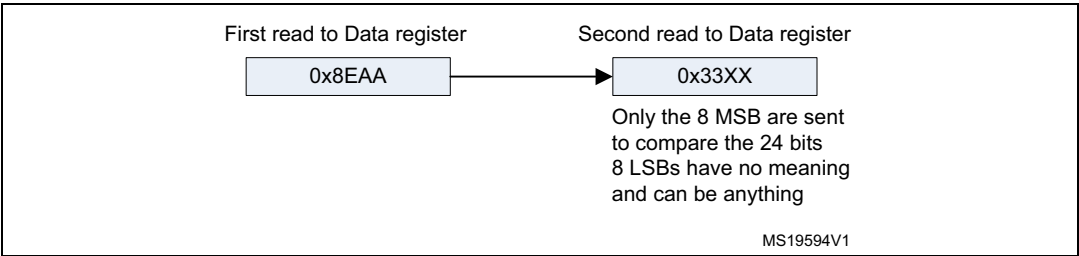 First read to Data register
Second read to Data register
0x8EAA
0x33XX
Only the 8 MSB are sent
to compare the 24 bits
8 LSBs have no meaning
and can be anything
MS19594V1